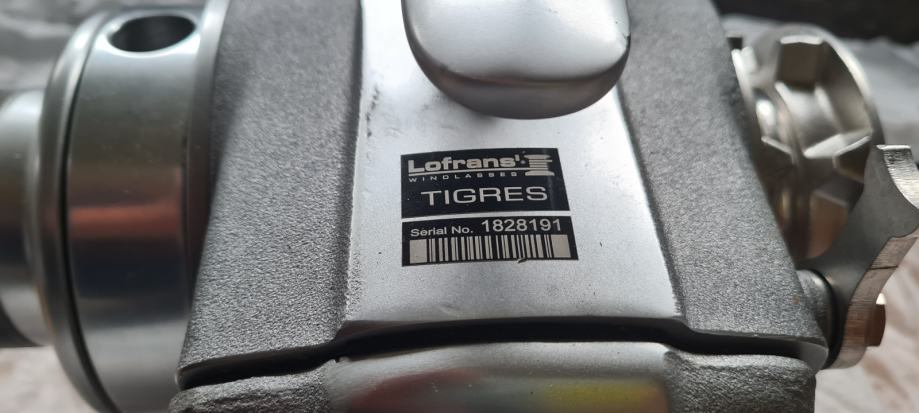 Lofrans'
WINDLASSES
TIGRES
Serial No. 1828191